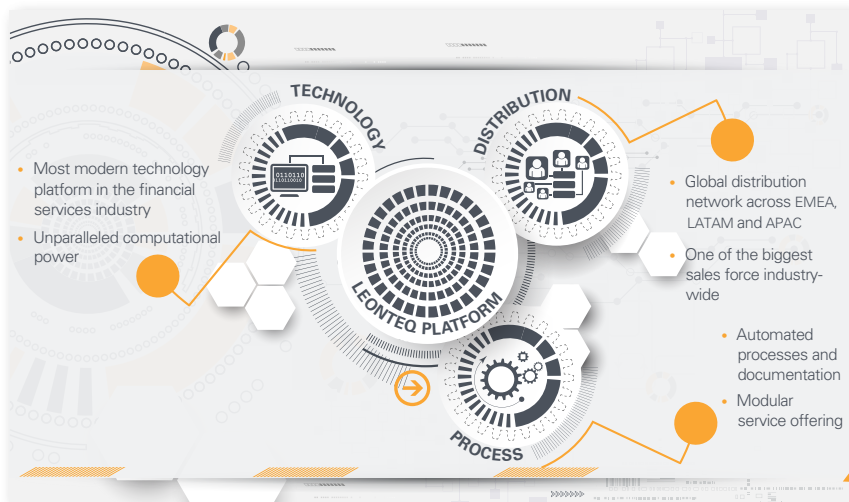 TECHNOLOGY
0110110
0110110010
• Most modern technology
platform in the financial
services industry
• Unparalleled computational
power
LEONTEQ PLATFORM
DISTRIBUTION
• Global distribution
network across EMEA,
LATAM and APAC
• One of the biggest
sales force industry-
wide
PROCESS
• Automated
processes and
documentation
• Modular
service offering